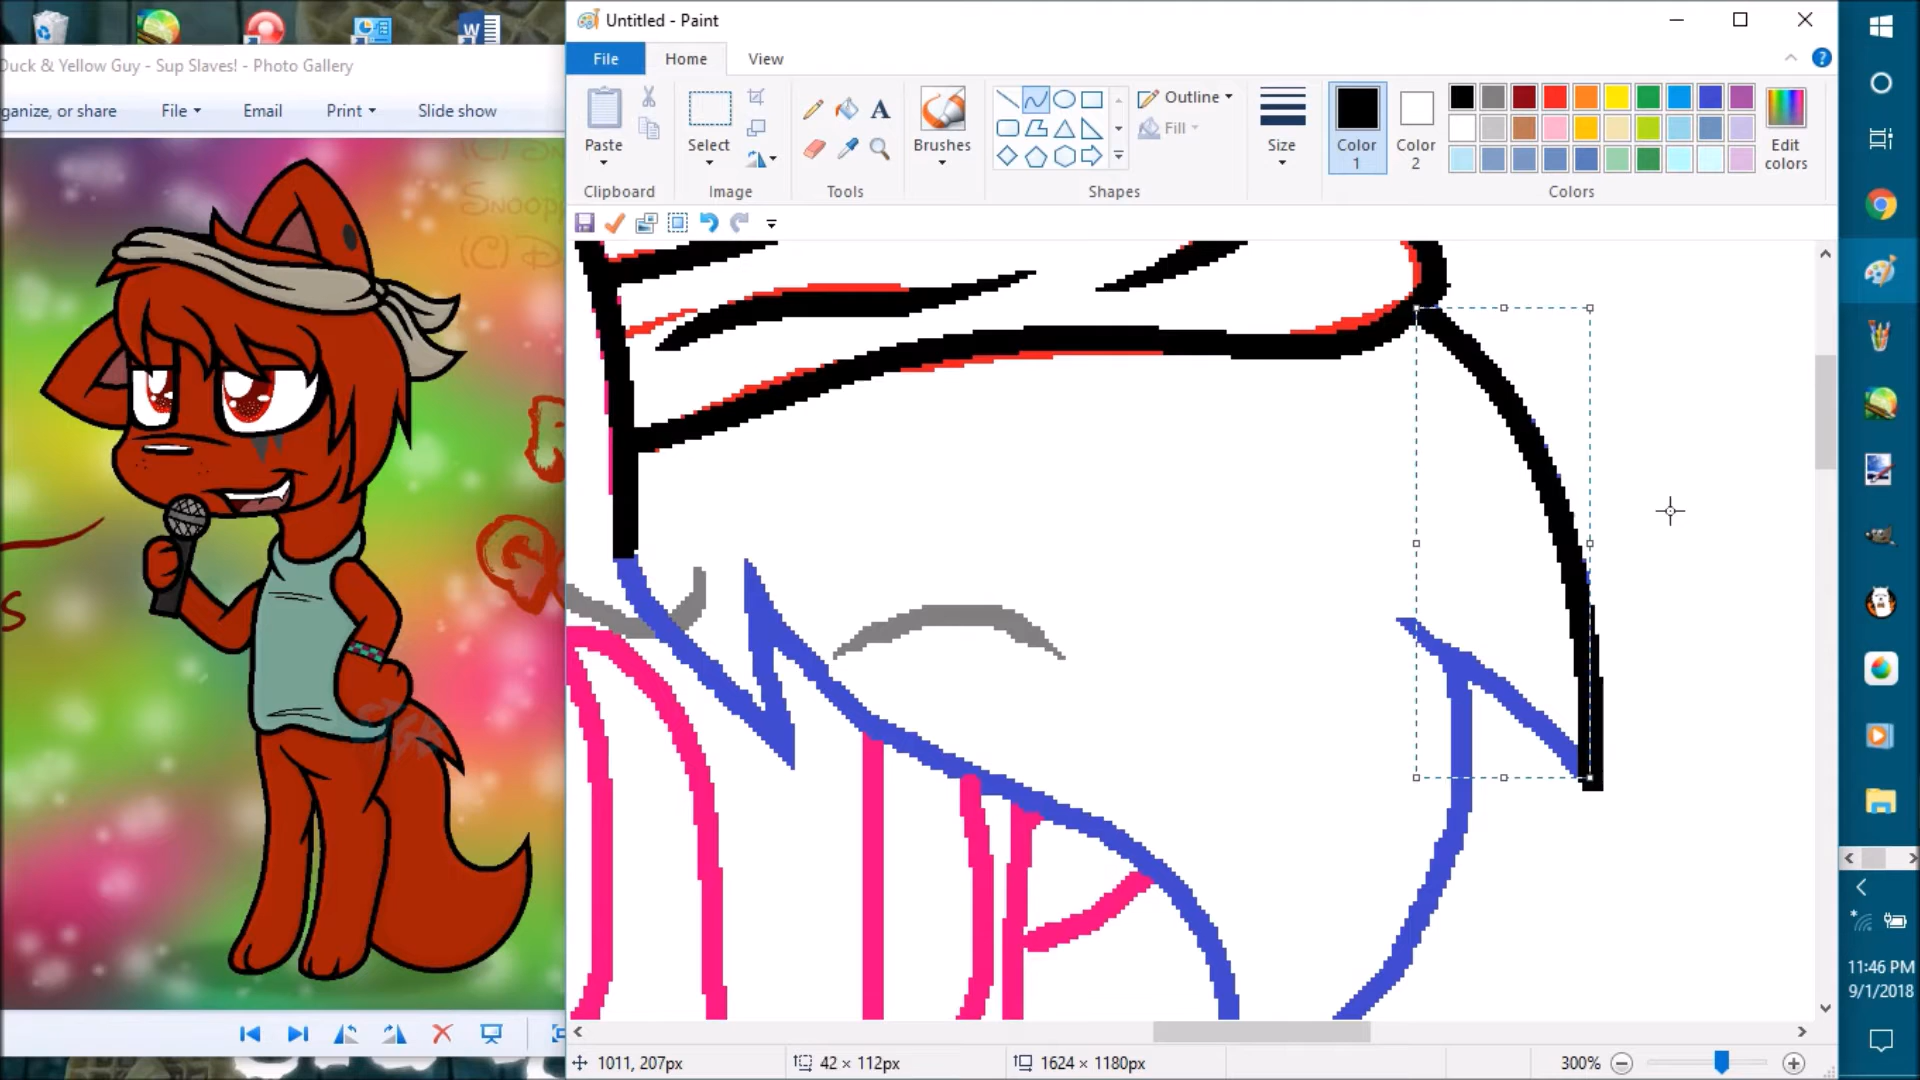 Duck & Yellow Guy - Sup Slaves! - Photo Gallery
ganize, or share
File
Email
Print
Slide show
(C) D
S
Untitled - Paint
File
Home
View
Paste
Clipboard
Select
Image
Tools
A
Brushes
Shapes
Outline
Fill
Size
Color
1
Color
2
Edit
colors
Colors
1011, 207px
42 × 112px
1624 × 1180px
300%
11:46 PM
9/1/2018